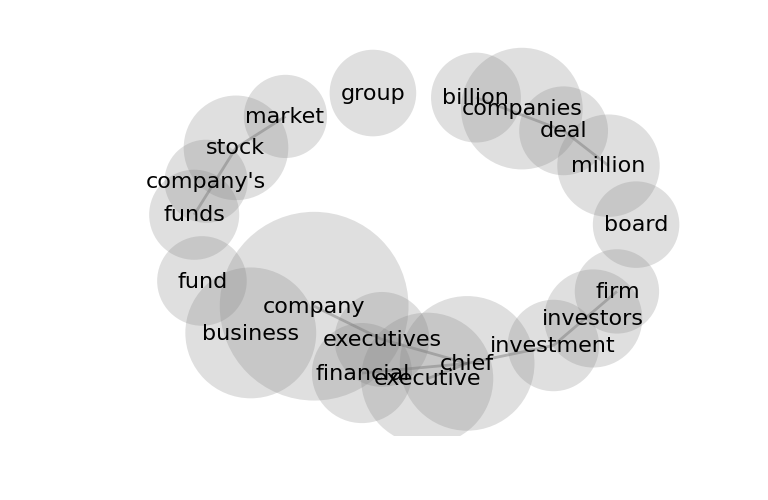 group
billion
companies
market
deal
stock
million
company's
funds
board
fund
firm
company
investors
business
executives
investment
chief
financial
executive